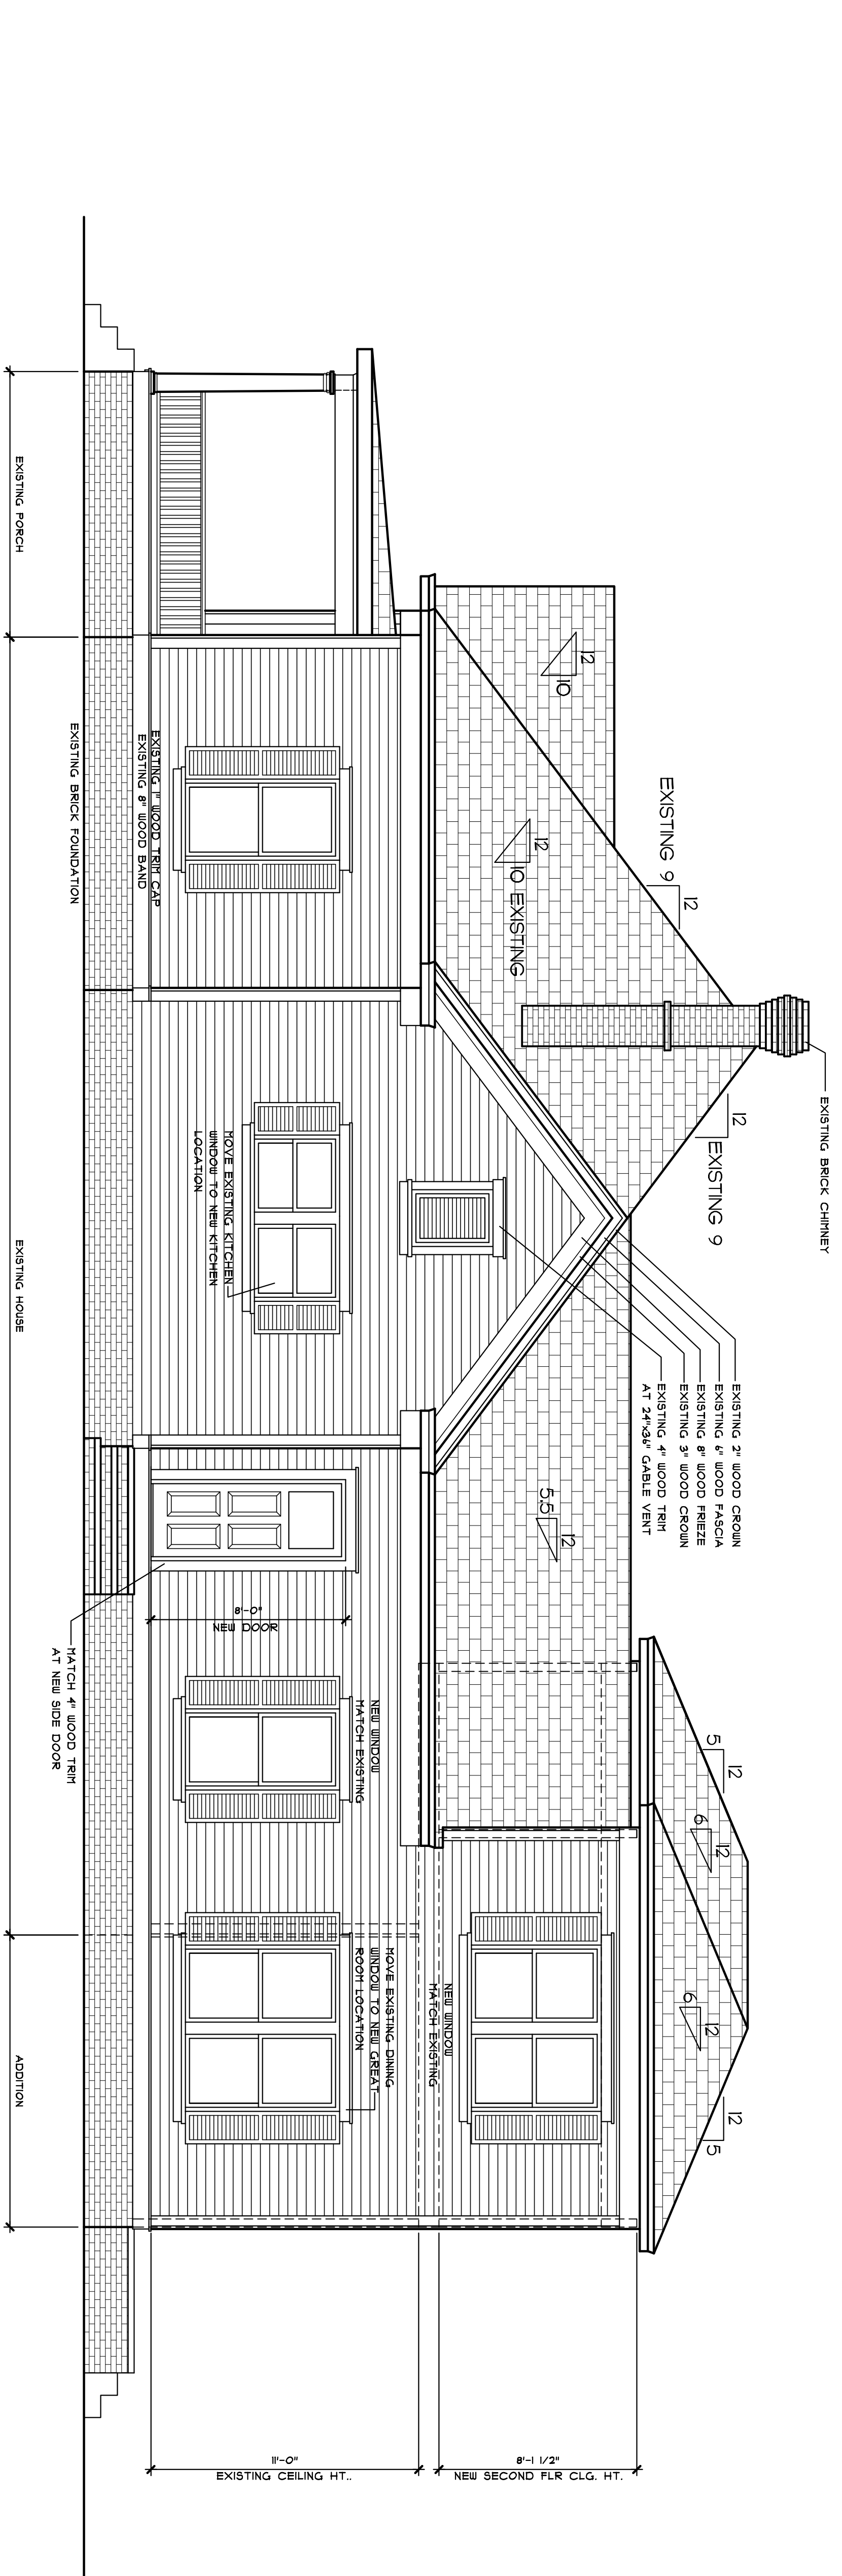 EXISTING BRICK CHIMNEY
EXISTING 9
12
12
EXISTING 9
12
10
12
10 EXISTING
EXISTING 2" WOOD CROWN
EXISTING 6" WOOD FASCIA
EXISTING 8" WOOD FRIEZE
EXISTING 3" WOOD CROWN
EXISTING 4" WOOD TRIM
AT 24"x36" GABLE VENT
12
5.5
12
5
12
6
12
6
12
5
NEW WINDOW
MATCH EXISTING
8'-1 1/2"
NEW SECOND FLR CLG. HT.
MOVE EXISTING DINING
WINDOW TO NEW GREAT
ROOM LOCATION
NEW WINDOW
MATCH EXISTING
11'-0"
EXISTING CEILING HT..
8'-0"
NEW DOOR
MOVE EXISTING KITCHEN
WINDOW TO NEW KITCHEN
LOCATION
EXISTING 1" WOOD TRIM CAP
EXISTING 8" WOOD BAND
EXISTING BRICK FOUNDATION
MATCH 4" WOOD TRIM
AT NEW SIDE DOOR
EXISTING PORCH
EXISTING HOUSE
ADDITION